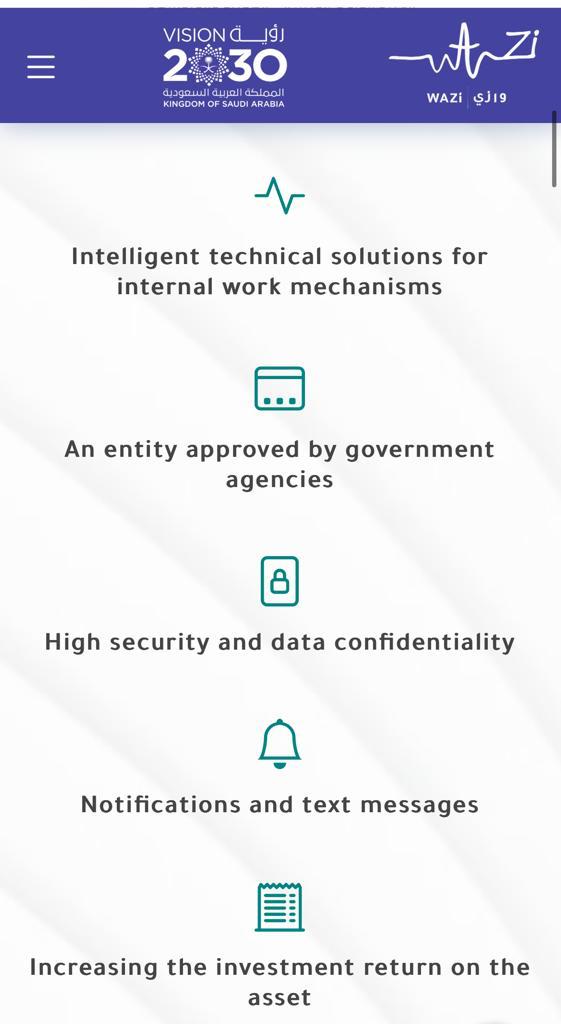 VISION رؤيـــة
2030
المملكة العربية السعودية
KINGDOM OF SAUDI ARABIA
WAZi
WAZi | وازي
Intelligent technical solutions for
internal work mechanisms
An entity approved by government
agencies
High security and data confidentiality
Notifications and text messages
Increasing the investment return on the
asset